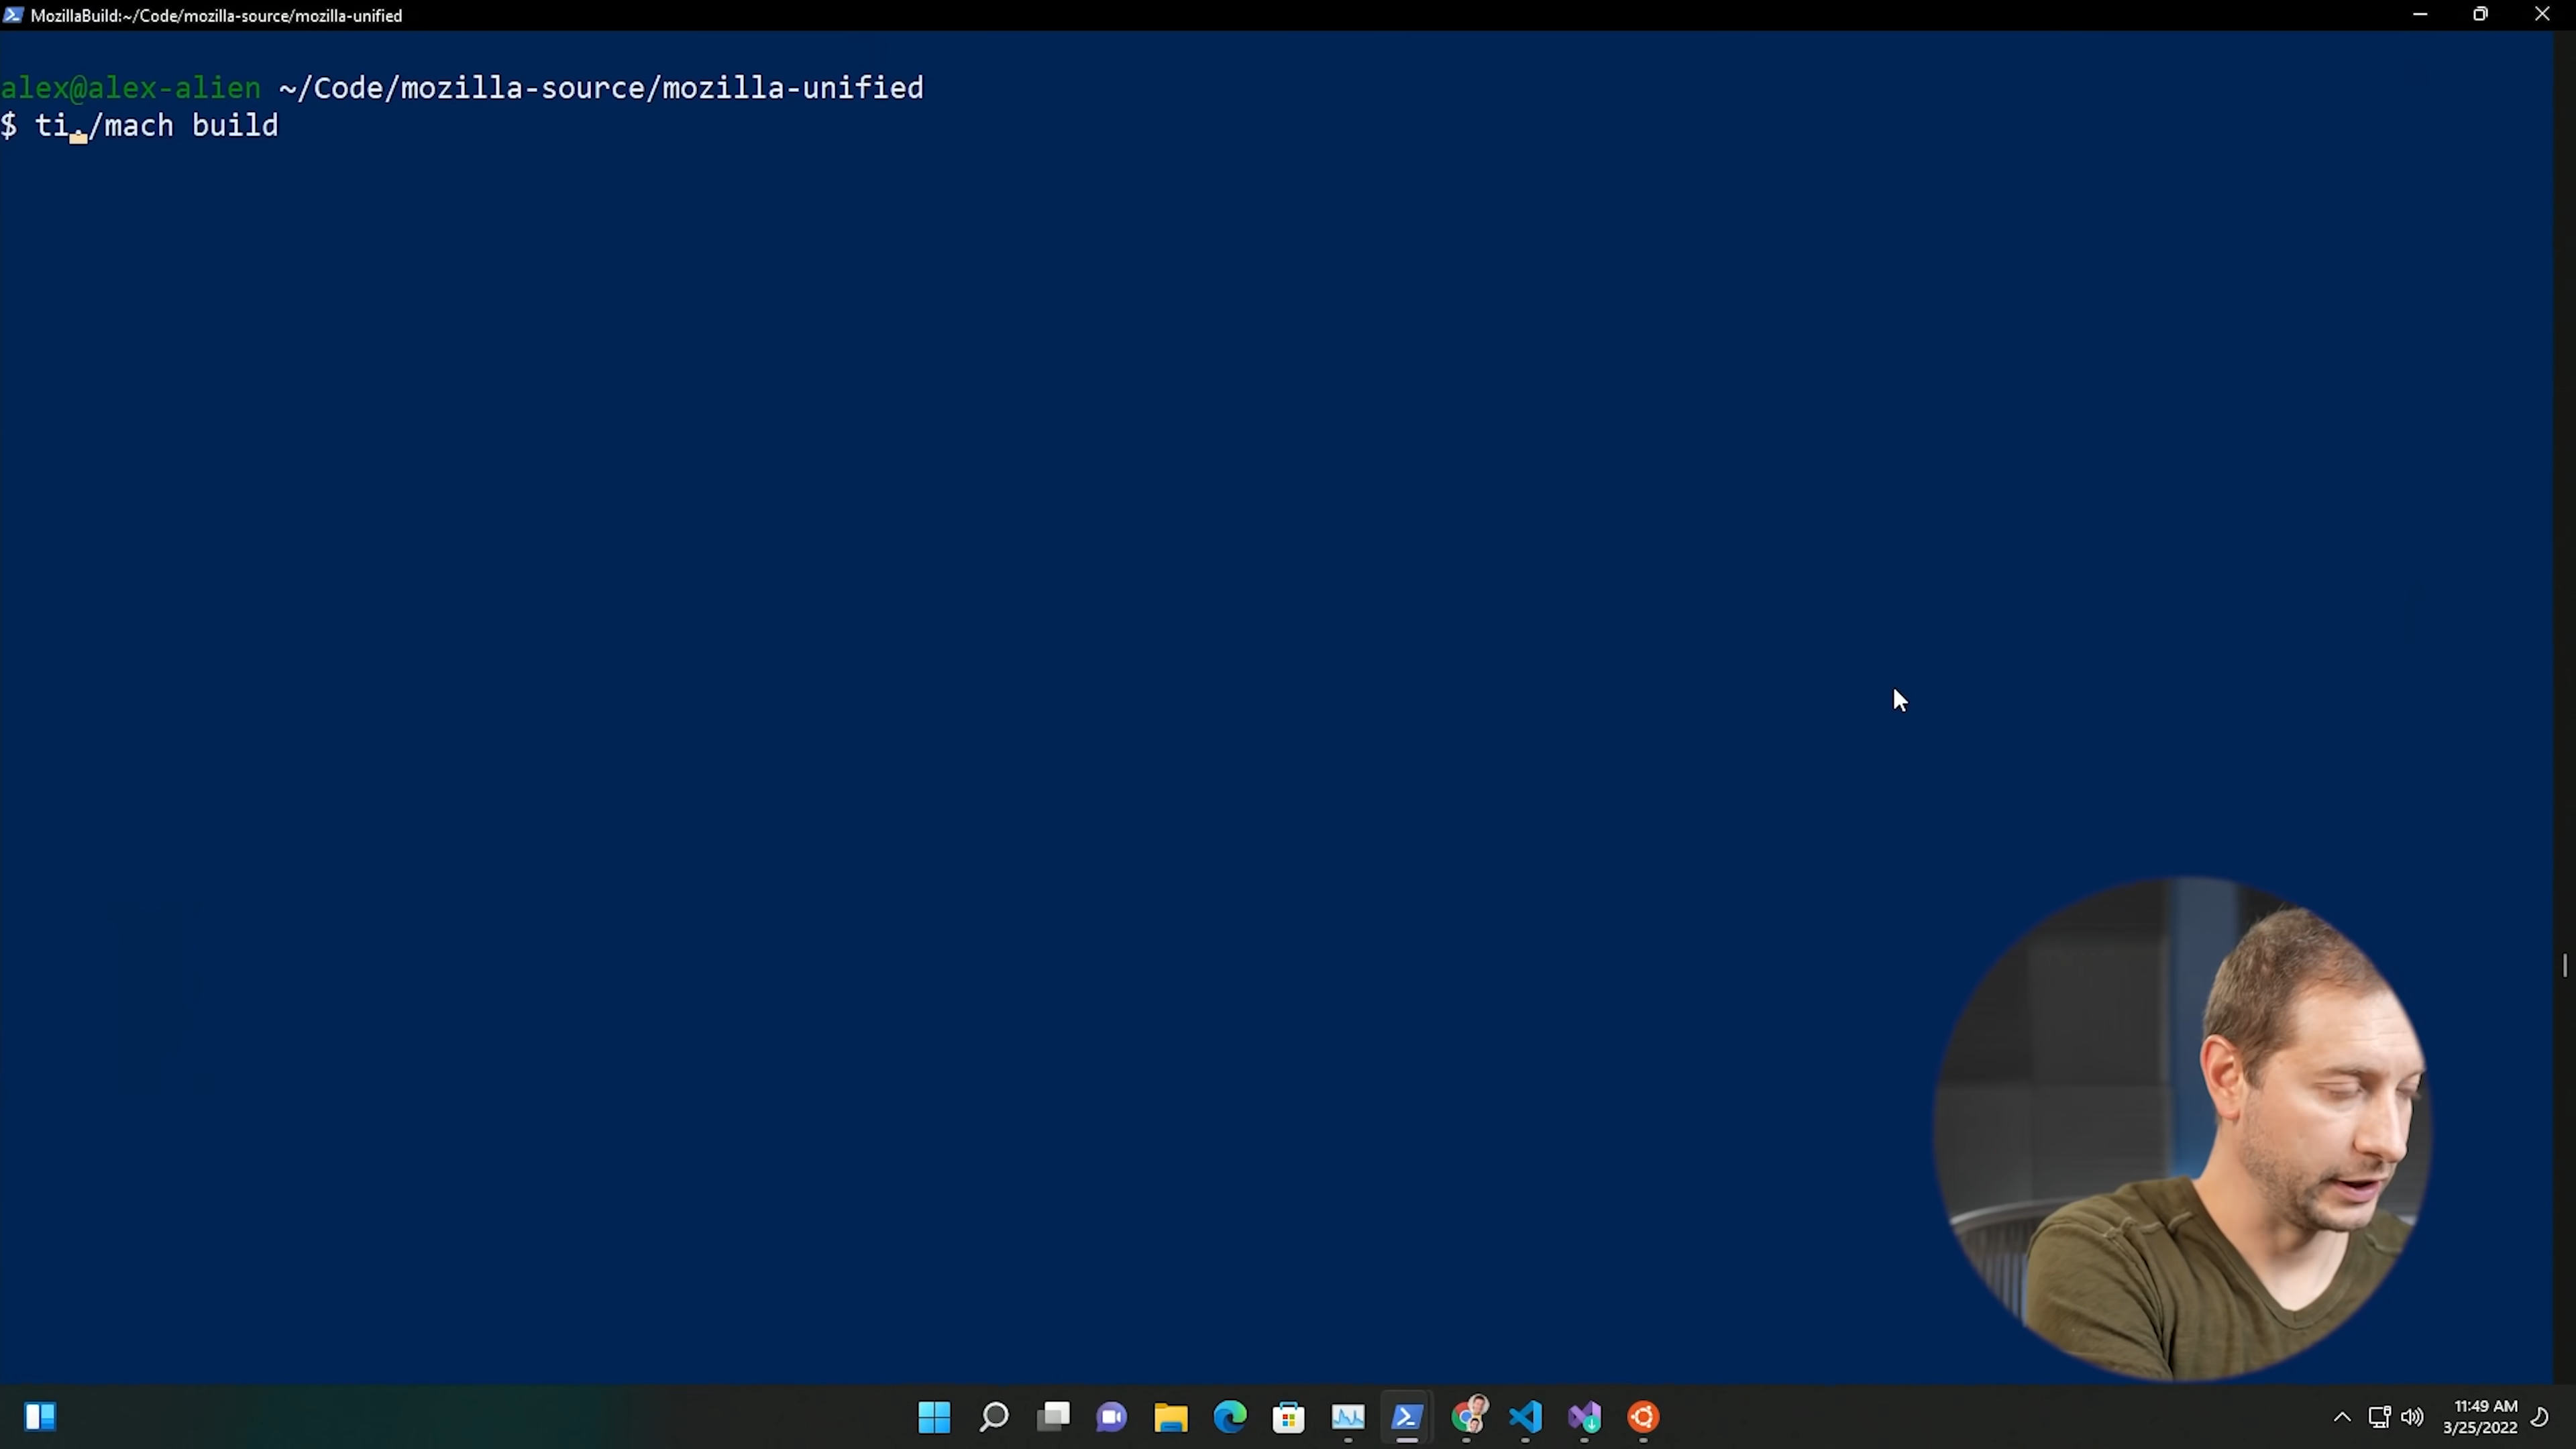 MozillaBuild:~/Code/mozilla-source/mozilla-unified
alex@alex-alien ~/Code/mozilla-source/mozilla-unified
$ ti./mach build
11:49 AM
3/25/2022